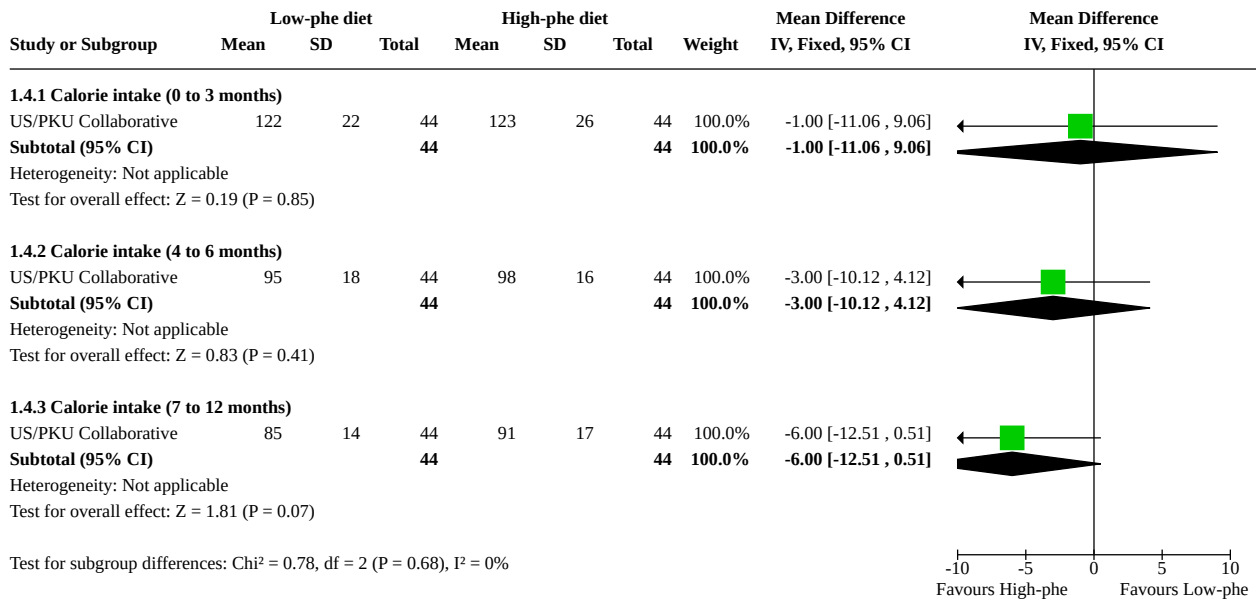 Low-phe diet High-phe diet Mean Difference Mean Difference
Study or Subgroup Mean SD Total Mean SD Total Weight IV, Fixed, 95% CI IV, Fixed, 95% CI
1.4.1 Calorie intake (0 to 3 months)
US/PKU Collaborative 122 22 44 123 26 44 100.0% -1.00 [-11.06 , 9.06]
Subtotal (95% CI) 44 44 100.0% -1.00 [-11.06 , 9.06]
Heterogeneity: Not applicable
Test for overall effect: Z = 0.19 (P = 0.85)
1.4.2 Calorie intake (4 to 6 months)
US/PKU Collaborative 95 18 44 98 16 44 100.0% -3.00 [-10.12 , 4.12]
Subtotal (95% CI) 44 44 100.0% -3.00 [-10.12 , 4.12]
Heterogeneity: Not applicable
Test for overall effect: Z = 0.83 (P = 0.41)
1.4.3 Calorie intake (7 to 12 months)
US/PKU Collaborative 85 14 44 91 17 44 100.0% -6.00 [-12.51 , 0.51]
Subtotal (95% CI) 44 44 100.0% -6.00 [-12.51 , 0.51]
Heterogeneity: Not applicable
Test for overall effect: Z = 1.81 (P = 0.07)
Test for subgroup differences: Chi² = 0.78, df = 2 (P = 0.68), I² = 0%
-10 -5 0 5 10
Favours High-phe Favours Low-phe